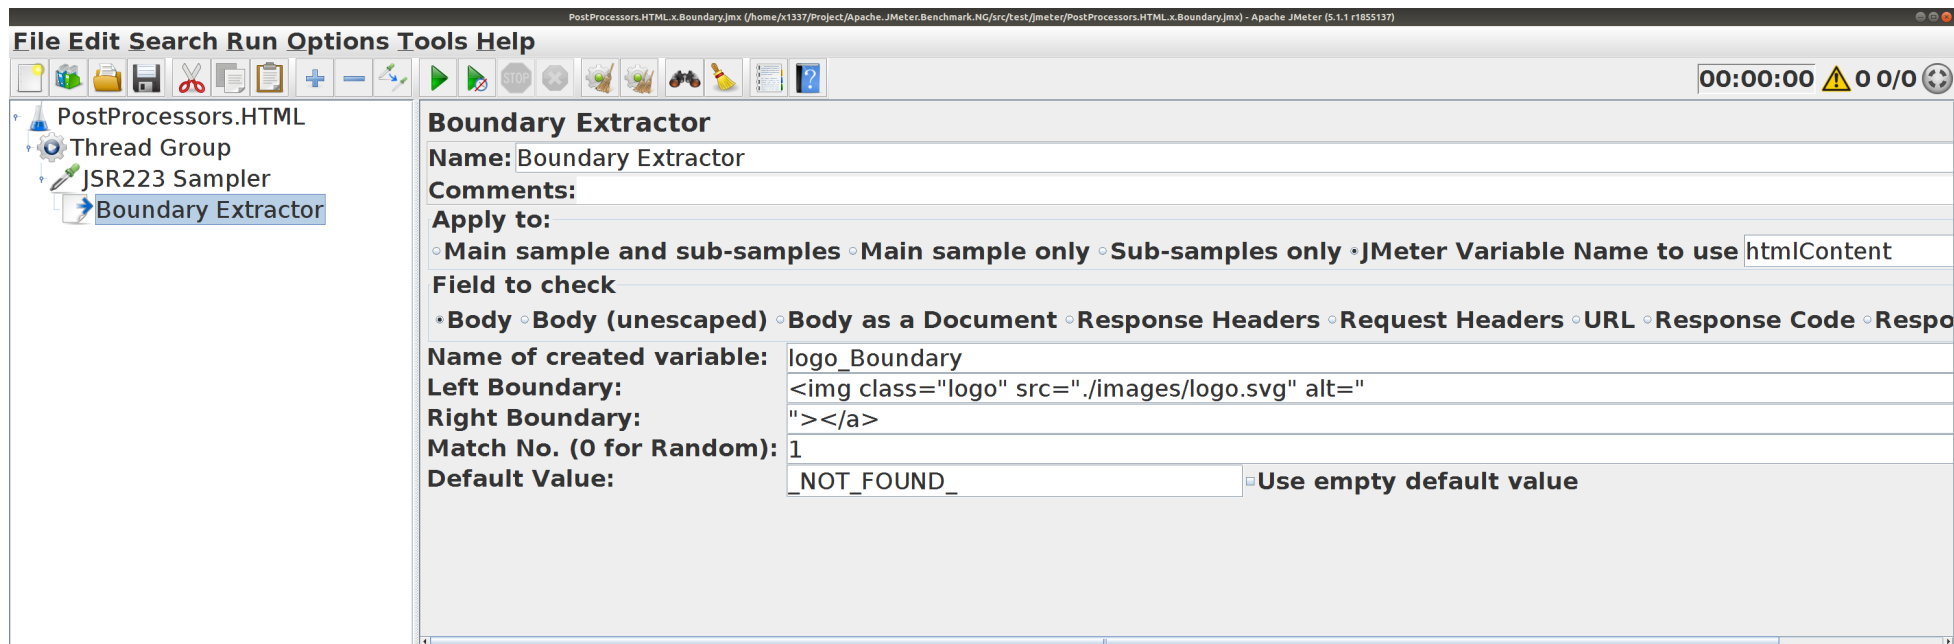 PostProcessors.HTML.x.Boundary.jmx (/home/x1337/Project/Apache.JMeter.Benchmark.NG/src/test/jmeter/PostProcessors.HTML.x.Boundary.jmx) - Apache JMeter (5.1.1 r1855137)
File Edit Search Run Options Tools Help
STOP ? 00:00:00 0 0/0
PostProcessors.HTML
Thread Group
JSR223 Sampler
Boundary Extractor
Boundary Extractor
Name: Boundary Extractor
Comments:
Apply to:
Main sample and sub-samples Main sample only Sub-samples only JMeter Variable Name to use htmlContent
Field to check
Body Body (unescaped) Body as a Document Response Headers Request Headers URL Response Code Respo
Name of created variable: logo_Boundary
Left Boundary: <img class="logo" src="./images/logo.svg" alt="
Right Boundary: "></a>
Match No. (0 for Random): 1
Default Value: _NOT_FOUND_ Use empty default value